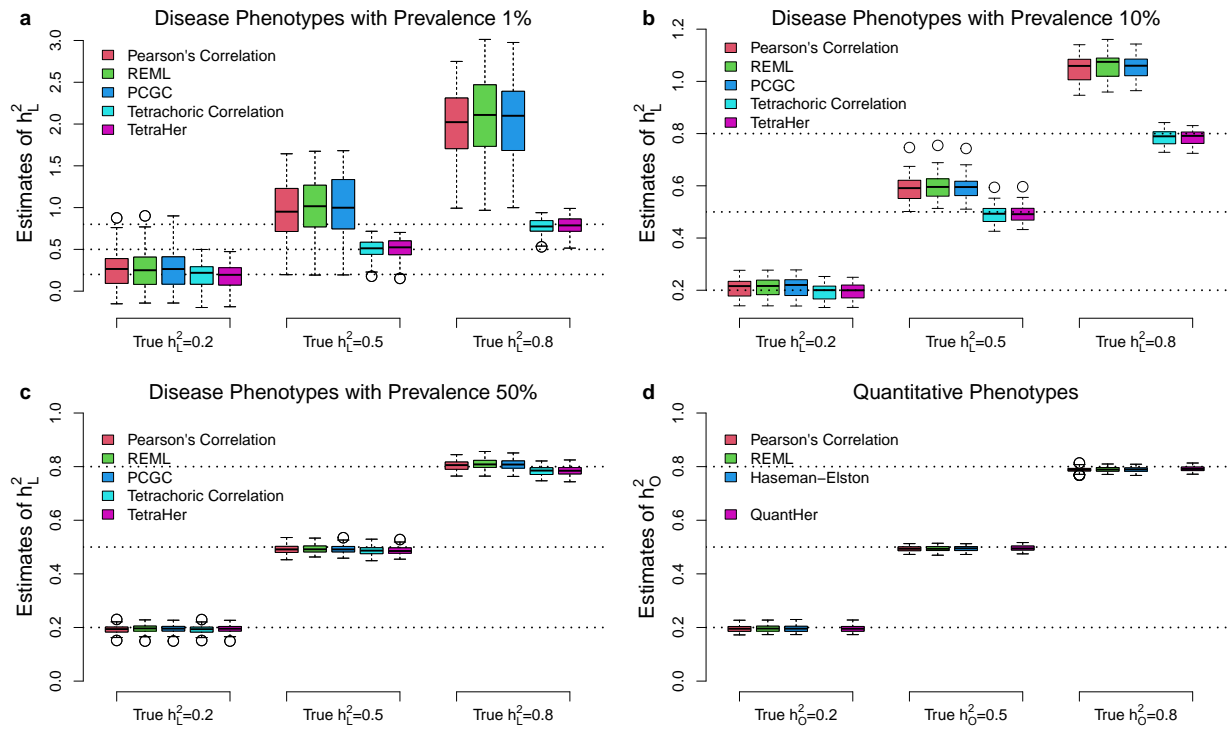 a
Disease Phenotypes with Prevalence 1%
Estimates of h²L
3.0
2.5
2.0
1.5
1.0
0.5
0.0
Pearson's Correlation
REML
PCGC
Tetrachoric Correlation
TetraHer
True h²L=0.2
True h²L=0.5
True h²L=0.8
b
Disease Phenotypes with Prevalence 10%
Estimates of h²L
1.2
1.0
0.8
0.6
0.4
0.2
Pearson's Correlation
REML
PCGC
Tetrachoric Correlation
TetraHer
True h²L=0.2
True h²L=0.5
True h²L=0.8
c
Disease Phenotypes with Prevalence 50%
Estimates of h²L
1.0
0.8
0.6
0.4
0.2
0.0
Pearson's Correlation
REML
PCGC
Tetrachoric Correlation
TetraHer
True h²L=0.2
True h²L=0.5
True h²L=0.8
d
Quantitative Phenotypes
Estimates of h²O
1.0
0.8
0.6
0.4
0.2
0.0
Pearson's Correlation
REML
Haseman−Elston
QuantHer
True h²O=0.2
True h²O=0.5
True h²O=0.8